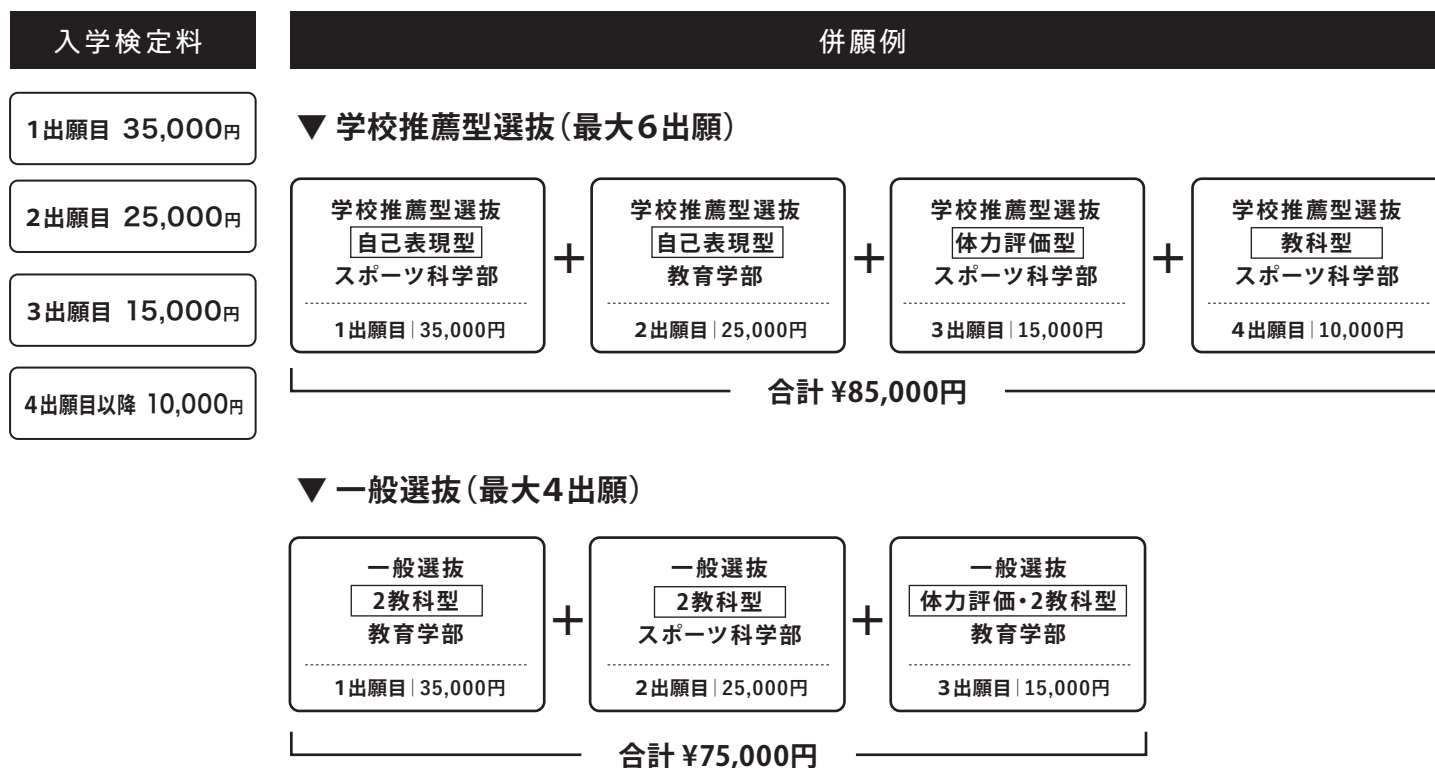 入学検定料
1出願目 35,000円
2出願目 25,000円
3出願目 15,000円
4出願目以降 10,000円
併願例
▼ 学校推薦型選抜（最大6出願）
学校推薦型選抜
自己表現型
スポーツ科学部
1出願目｜35,000円
＋
学校推薦型選抜
自己表現型
教育学部
2出願目｜25,000円
＋
学校推薦型選抜
体力評価型
スポーツ科学部
3出願目｜15,000円
＋
学校推薦型選抜
教科型
スポーツ科学部
4出願目｜10,000円
合計 ¥85,000円
▼ 一般選抜（最大4出願）
一般選抜
2教科型
教育学部
1出願目｜35,000円
＋
一般選抜
2教科型
スポーツ科学部
2出願目｜25,000円
＋
一般選抜
体力評価・2教科型
教育学部
3出願目｜15,000円
合計 ¥75,000円